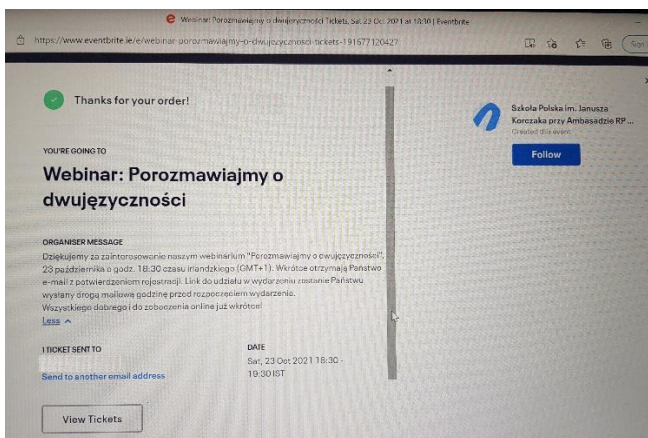 Webinar: Porozmawiajmy o dwujęzyczności Tickets, Sat, 23 Oct 2021 at 18:30 | Eventbrite
https://www.eventbrite.ie/e/webinar-porozmawiajmy-o-dwujezycznosci-tickets-191677120427
Thanks for your order!
Szkoła Polska im. Janusza
Korczaka przy Ambasadzie RP ...
Created this event
Follow
YOU'RE GOING TO
Webinar: Porozmawiajmy o
dwujęzyczności
ORGANISER MESSAGE
Dziękujemy za zainteresowanie naszym webinarium "Porozmawiajmy o dwujęzyczności",
23 października o godz. 18:30 czasu irlandzkiego (GMT+1). Wkrótce otrzymają Państwo
e-mail z potwierdzeniem rejestracji. Link do udziału w wydarzeniu zostanie Państwu
wysłany drogą mailową godzinę przed rozpoczęciem wydarzenia.
Wszystkiego dobrego i do zobaczenia online już wkrótce!
Less
1 TICKET SENT TO
Send to another email address
DATE
Sat, 23 Oct 2021 18:30 -
19:30 IST
View Tickets